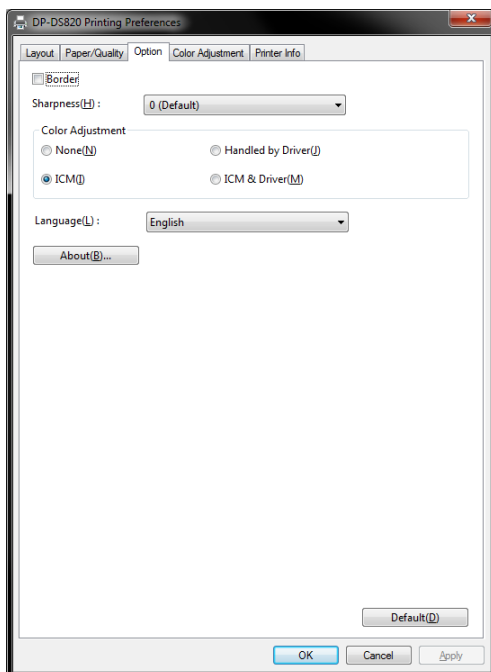 DP-DS820 Printing Preferences
Layout Paper/Quality Option Color Adjustment Printer Info
Border
Sharpness(H) : 0 (Default)
Color Adjustment
None(N) Handled by Driver(J)
ICM(I) ICM & Driver(M)
Language(L) : English
About(B)...
Default(D)
OK Cancel Apply